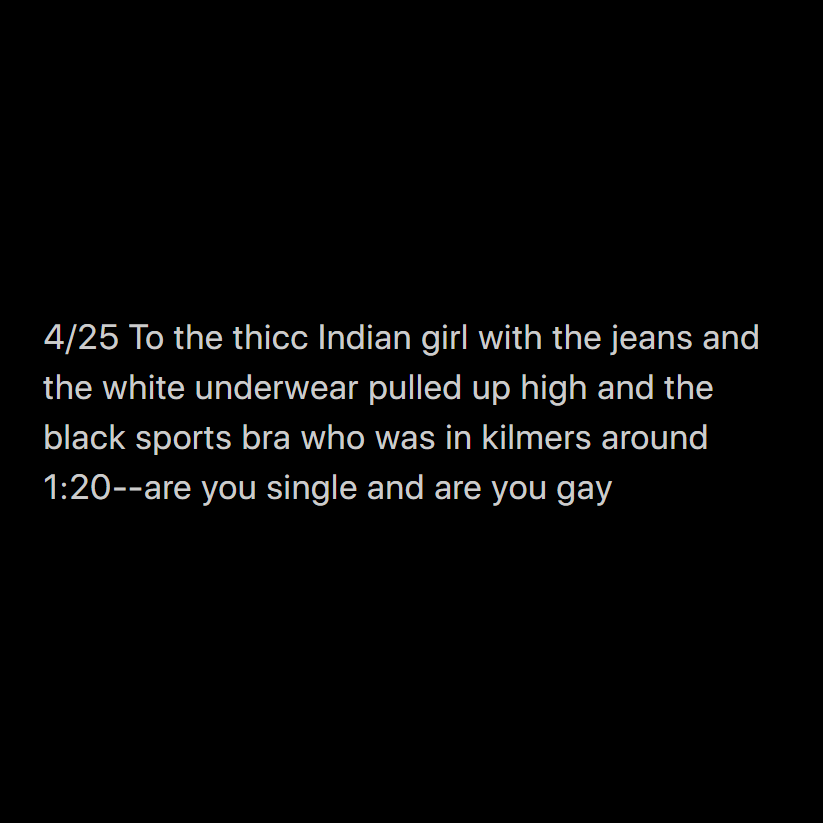 4/25 To the thicc Indian girl with the jeans and
the white underwear pulled up high and the
black sports bra who was in kilmers around
1:20--are you single and are you gay